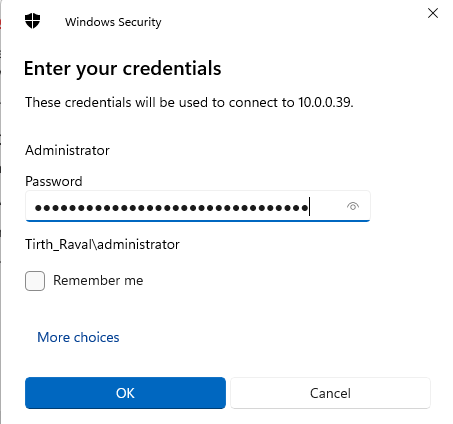 Windows Security
Enter your credentials
These credentials will be used to connect to 10.0.0.39.
Administrator
Password
Tirth_Raval\administrator
Remember me
More choices
OK Cancel